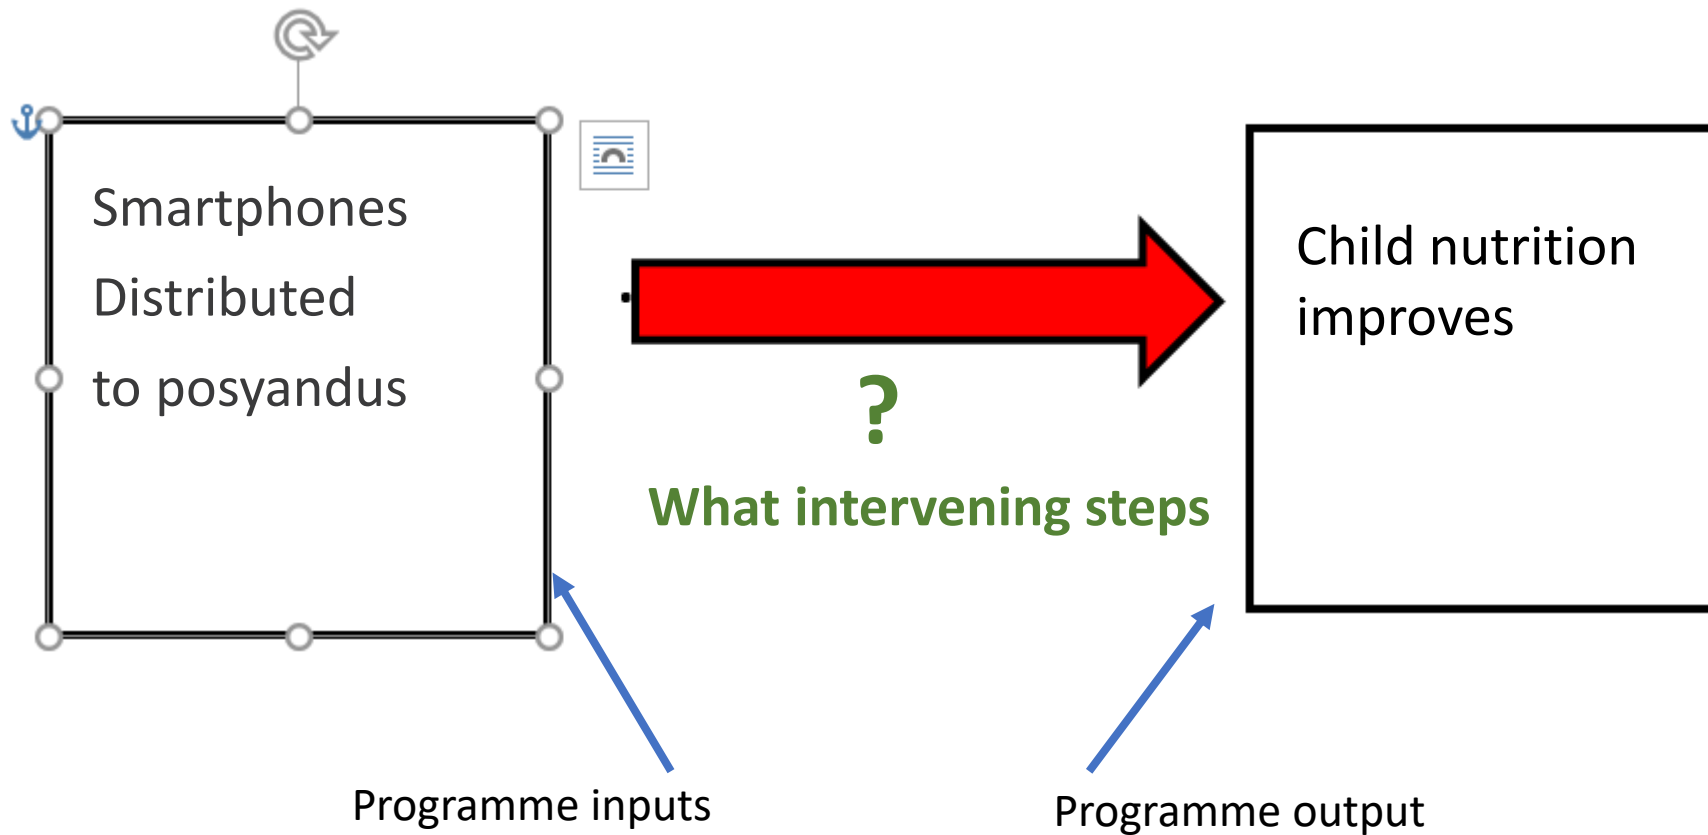 Smartphones
Distributed
to posyandus
Child nutrition
improves
?
What intervening steps
Programme inputs
Programme output